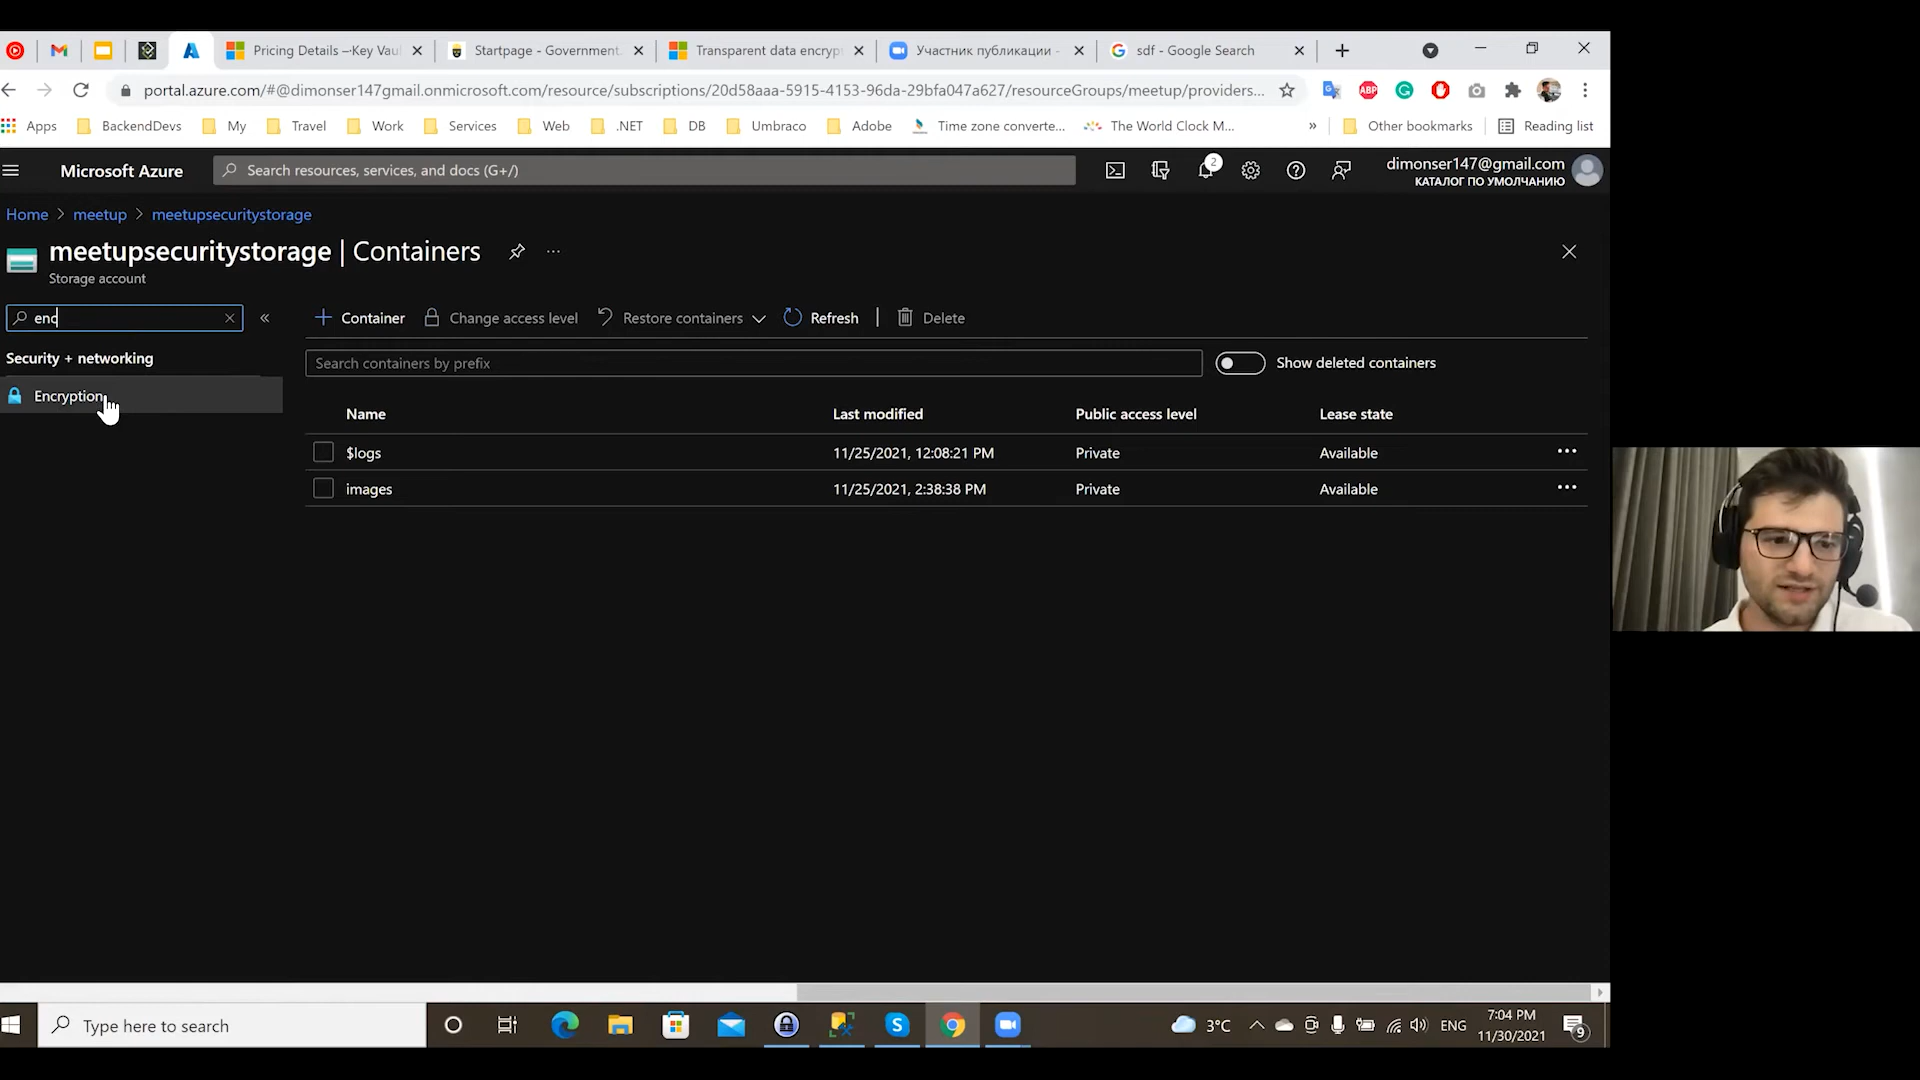 Pricing Details – Key Vau
Startpage - Government
Transparent data encryp
Участник публикации -
sdf - Google Search
portal.azure.com/#@dimonser147gmail.onmicrosoft.com/resource/subscriptions/20d58aaa-5915-4153-96da-29bfa047a627/resourceGroups/meetup/providers...
ABP
Apps
BackendDevs
My
Travel
Work
Services
Web
.NET
DB
Umbraco
Adobe
Time zone converte...
The World Clock M...
»
Other bookmarks
Reading list
Microsoft Azure
Search resources, services, and docs (G+/)
2
dimonser147@gmail.com
КАТАЛОГ ПО УМОЛЧАНИЮ
Home > meetup > meetupsecuritystorage
meetupsecuritystorage | Containers
Storage account
enc
«
+ Container
Change access level
Restore containers
Refresh
Delete
Security + networking
Encryption
Search containers by prefix
Show deleted containers
Name Last modified Public access level Lease state
$logs 11/25/2021, 12:08:21 PM Private Available
images 11/25/2021, 2:38:38 PM Private Available
Type here to search
3°C
ENG
7:04 PM
11/30/2021
9